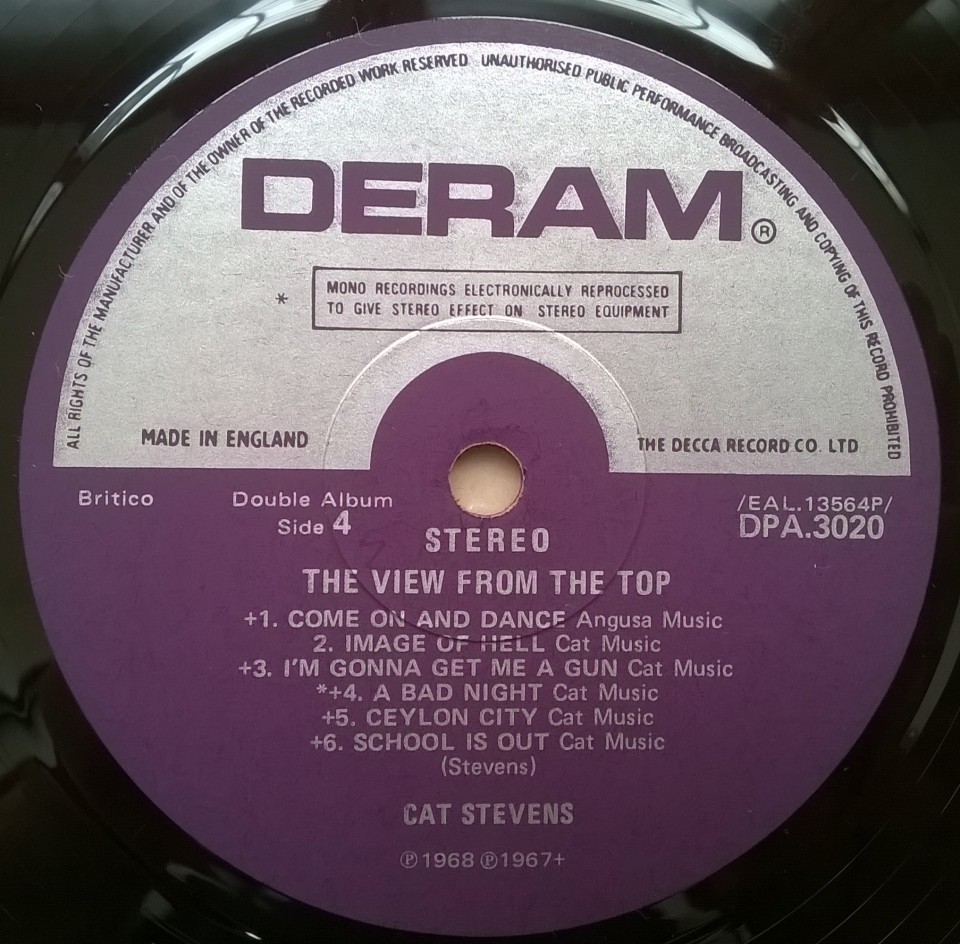 ALL RIGHTS OF THE MANUFACTURER AND OF THE OWNER OF THE RECORDED WORK RESERVED UNAUTHORISED PUBLIC PERFORMANCE BROADCASTING AND COPYING OF THIS RECORD PROHIBITED
DERAM®
* MONO RECORDINGS ELECTRONICALLY REPROCESSED
TO GIVE STEREO EFFECT ON STEREO EQUIPMENT
MADE IN ENGLAND THE DECCA RECORD CO. LTD
Britico Double Album /EAL.13564P/
Side 4 DPA.3020
STEREO
THE VIEW FROM THE TOP
+1. COME ON AND DANCE Angusa Music
2. IMAGE OF HELL Cat Music
+3. I'M GONNA GET ME A GUN Cat Music
*+4. A BAD NIGHT Cat Music
+5. CEYLON CITY Cat Music
+6. SCHOOL IS OUT Cat Music
(Stevens)
CAT STEVENS
℗1968 ℗1967+